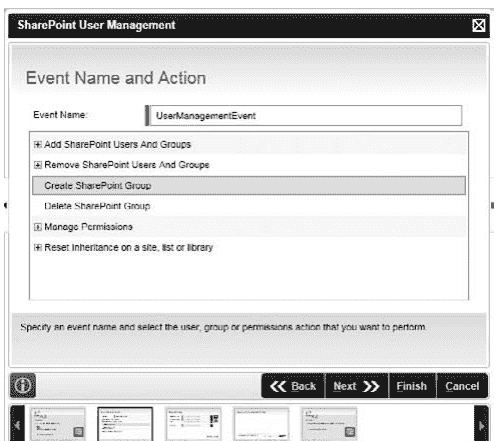 SharePoint User Management
Event Name and Action
Event Name:
UserManagementEvent
Add SharePoint Users And Groups
Remove SharePoint Users And Groups
Create SharePoint Group
Delete SharePoint Group
Manage Permissions
Reset Inheritance on a site, list or library
Specify an event name and select the user, group or permissions action that you want to perform.
Back
Next
Finish
Cancel